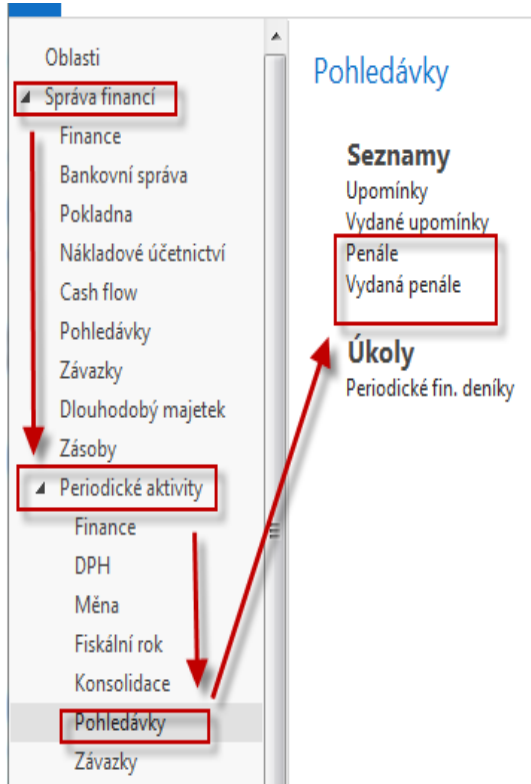 Oblasti
Správa financí
Finance
Bankovní správa
Pokladna
Nákladové účetnictví
Cash flow
Pohledávky
Závazky
Dlouhodobý majetek
Zásoby
Periodické aktivity
Finance
DPH
Měna
Fiskální rok
Konsolidace
Pohledávky
Závazky
Pohledávky
Seznamy
Upomínky
Vydané upomínky
Penále
Vydaná penále
Úkoly
Periodické fin. deníky